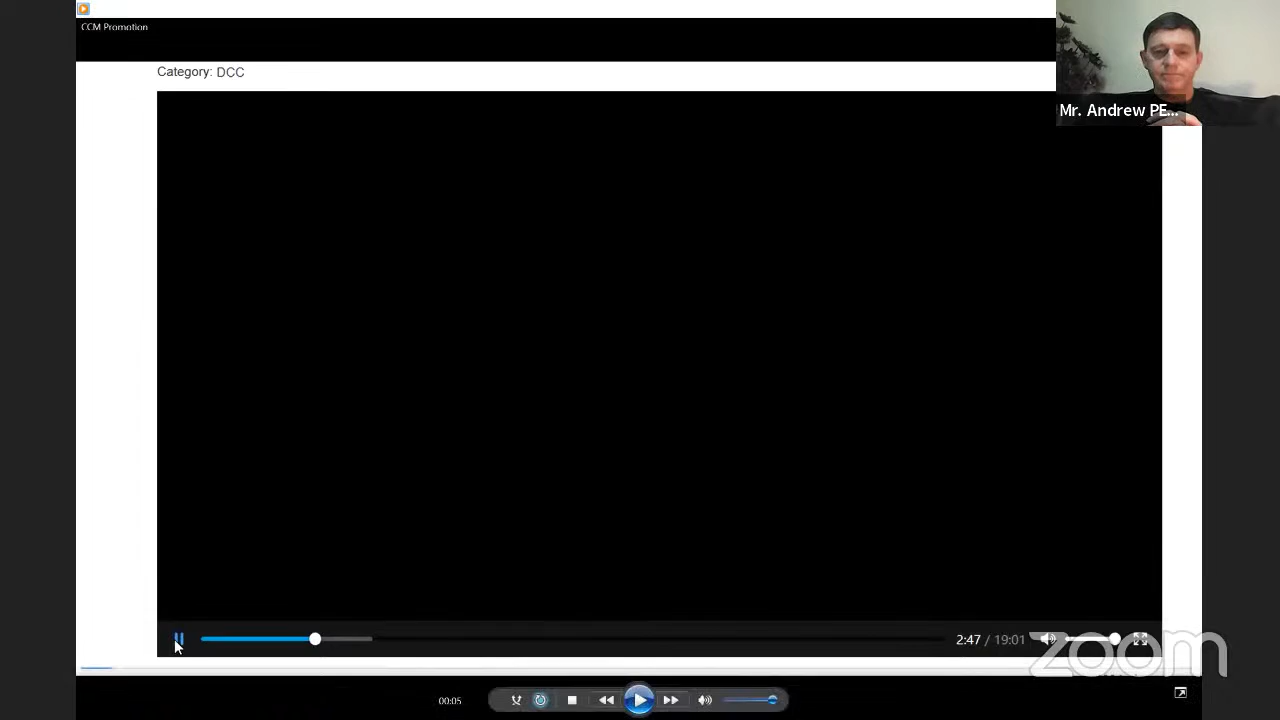 CCM Promotion
Category: DCC
Mr. Andrew PE...
2:47 / 19:01
zoom
00:05